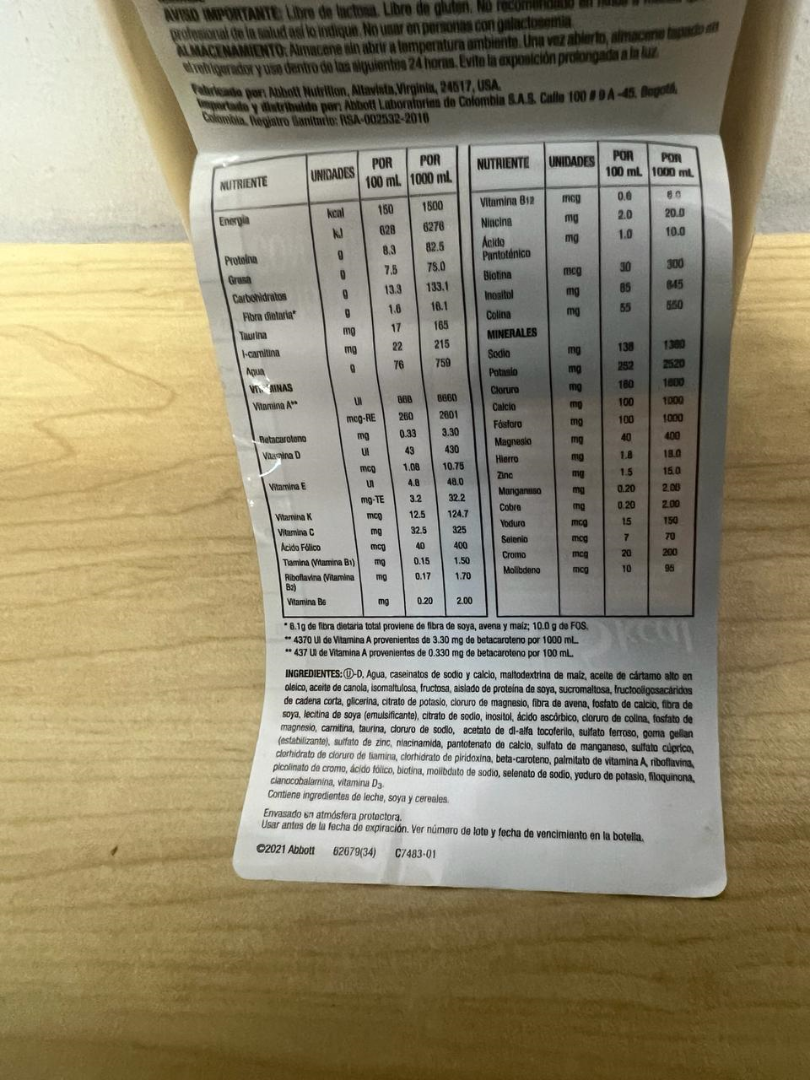 AVISO IMPORTANTE: Libre de lactosa. Libre de gluten. No recomendado en
profesional de la salud así lo indique. No usar en personas con galactosemia.
ALMACENAMIENTO: Almacene sin abrir a temperatura ambiente. Una vez abierto, almacene tapado en
el refrigerador y use dentro de las siguientes 24 horas. Evite la exposición prolongada a la luz.
Fabricado por: Abbott Nutrition, Altavista, Virginia, 24517, USA.
Importado y distribuido por: Abbott Laboratories de Colombia S.A.S. Calle 100 # 9 A -45. Bogotá,
Colombia. Registro Sanitario: RSA-002532-2016
NUTRIENTE UNIDADES POR 100 mL POR 1000 mL
Energía kcal 150 1500
kJ 628 6276
Proteína g 8.3 82.5
Grasa g 7.5 75.0
Carbohidratos g 13.3 133.1
Fibra dietaria* g 1.6 16.1
Taurina mg 17 165
l-carnitina mg 22 215
Agua g 76 759
VITAMINAS
Vitamina A** UI 868 8660
mcg-RE 260 2601
Betacaroteno mg 0.33 3.30
Vitamina D UI 43 430
mcg 1.08 10.75
Vitamina E UI 4.8 48.0
mg-TE 3.2 32.2
Vitamina K mcg 12.5 124.7
Vitamina C mg 32.5 325
Ácido Fólico mcg 40 400
Tiamina (Vitamina B1) mg 0.15 1.50
Riboflavina (Vitamina B2) mg 0.17 1.70
Vitamina B6 mg 0.20 2.00
NUTRIENTE UNIDADES POR 100 mL POR 1000 mL
Vitamina B12 mcg 0.6 6.0
Niacina mg 2.0 20.0
Ácido Pantoténico mg 1.0 10.0
Biotina mcg 30 300
Inositol mg 85 845
Colina mg 55 550
MINERALES
Sodio mg 138 1380
Potasio mg 252 2520
Cloruro mg 160 1600
Calcio mg 100 1000
Fósforo mg 100 1000
Magnesio mg 40 400
Hierro mg 1.8 18.0
Zinc mg 1.5 15.0
Manganeso mg 0.20 2.00
Cobre mg 0.20 2.00
Yoduro mcg 15 150
Selenio mcg 7 70
Cromo mcg 20 200
Molibdeno mcg 10 95
* 6.1g de fibra dietaria total proviene de fibra de soya, avena y maíz; 10.0 g de FOS.
** 4370 UI de Vitamina A provenientes de 3.30 mg de betacaroteno por 1000 mL.
** 437 UI de Vitamina A provenientes de 0.330 mg de betacaroteno por 100 mL.
INGREDIENTES: Ⓤ-D, Agua, caseinatos de sodio y calcio, maltodextrina de maíz, aceite de cártamo alto en
oleico, aceite de canola, isomaltulosa, fructosa, aislado de proteína de soya, sucromaltosa, fructooligosacáridos
de cadena corta, glicerina, citrato de potasio, cloruro de magnesio, fibra de avena, fosfato de calcio, fibra de
soya, lecitina de soya (emulsificante), citrato de sodio, inositol, ácido ascórbico, cloruro de colina, fosfato de
magnesio, carnitina, taurina, cloruro de sodio, acetato de dl-alfa tocoferilo, sulfato ferroso, goma gellan
(estabilizante), sulfato de zinc, niacinamida, pantotenato de calcio, sulfato de manganeso, sulfato cúprico,
clorhidrato de cloruro de tiamina, clorhidrato de piridoxina, beta-caroteno, palmitato de vitamina A, riboflavina,
picolinato de cromo, ácido fólico, biotina, molibdato de sodio, selenato de sodio, yoduro de potasio, filoquinona,
cianocobalamina, vitamina D3.
Contiene ingredientes de leche, soya y cereales.
Envasado en atmósfera protectora.
Usar antes de la fecha de expiración. Ver número de lote y fecha de vencimiento en la botella.
©2021 Abbott 62679(34) C7483-01